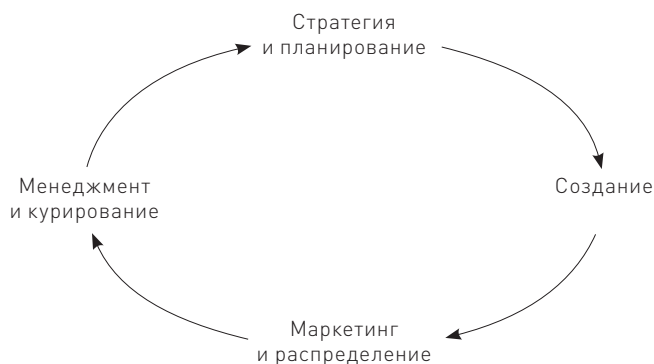 Стратегия
и планирование
Менеджмент
и курирование
Создание
Маркетинг
и распределение